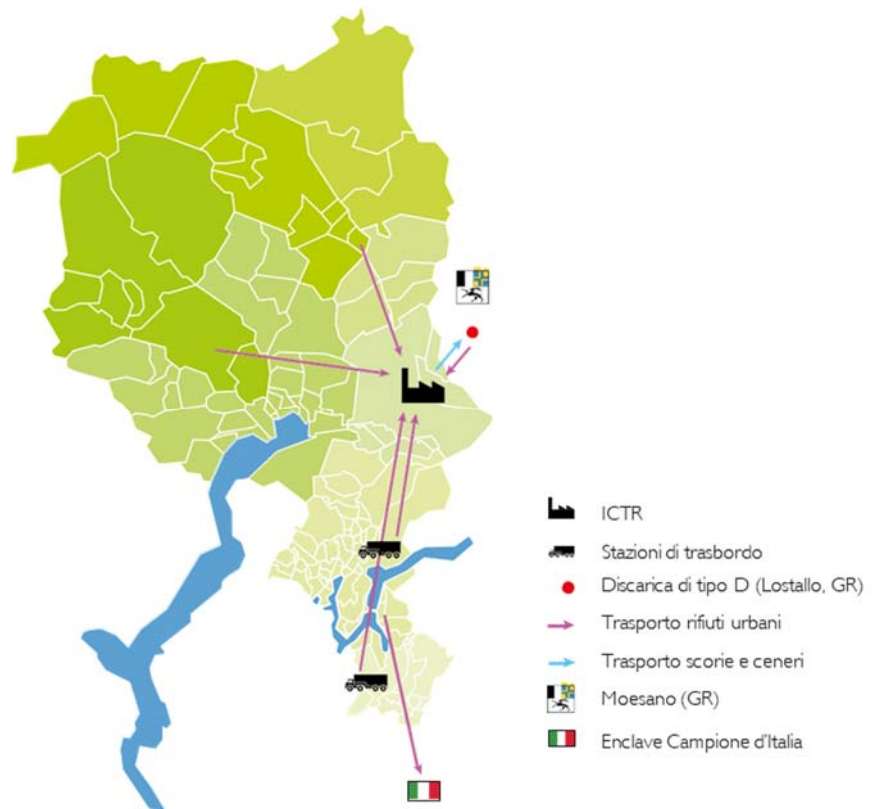 ICTR
Stazioni di trasbordo
Discarica di tipo D (Lostallo, GR)
Trasporto rifiuti urbani
Trasporto scorie e ceneri
Moesano (GR)
Enclave Campione d'Italia